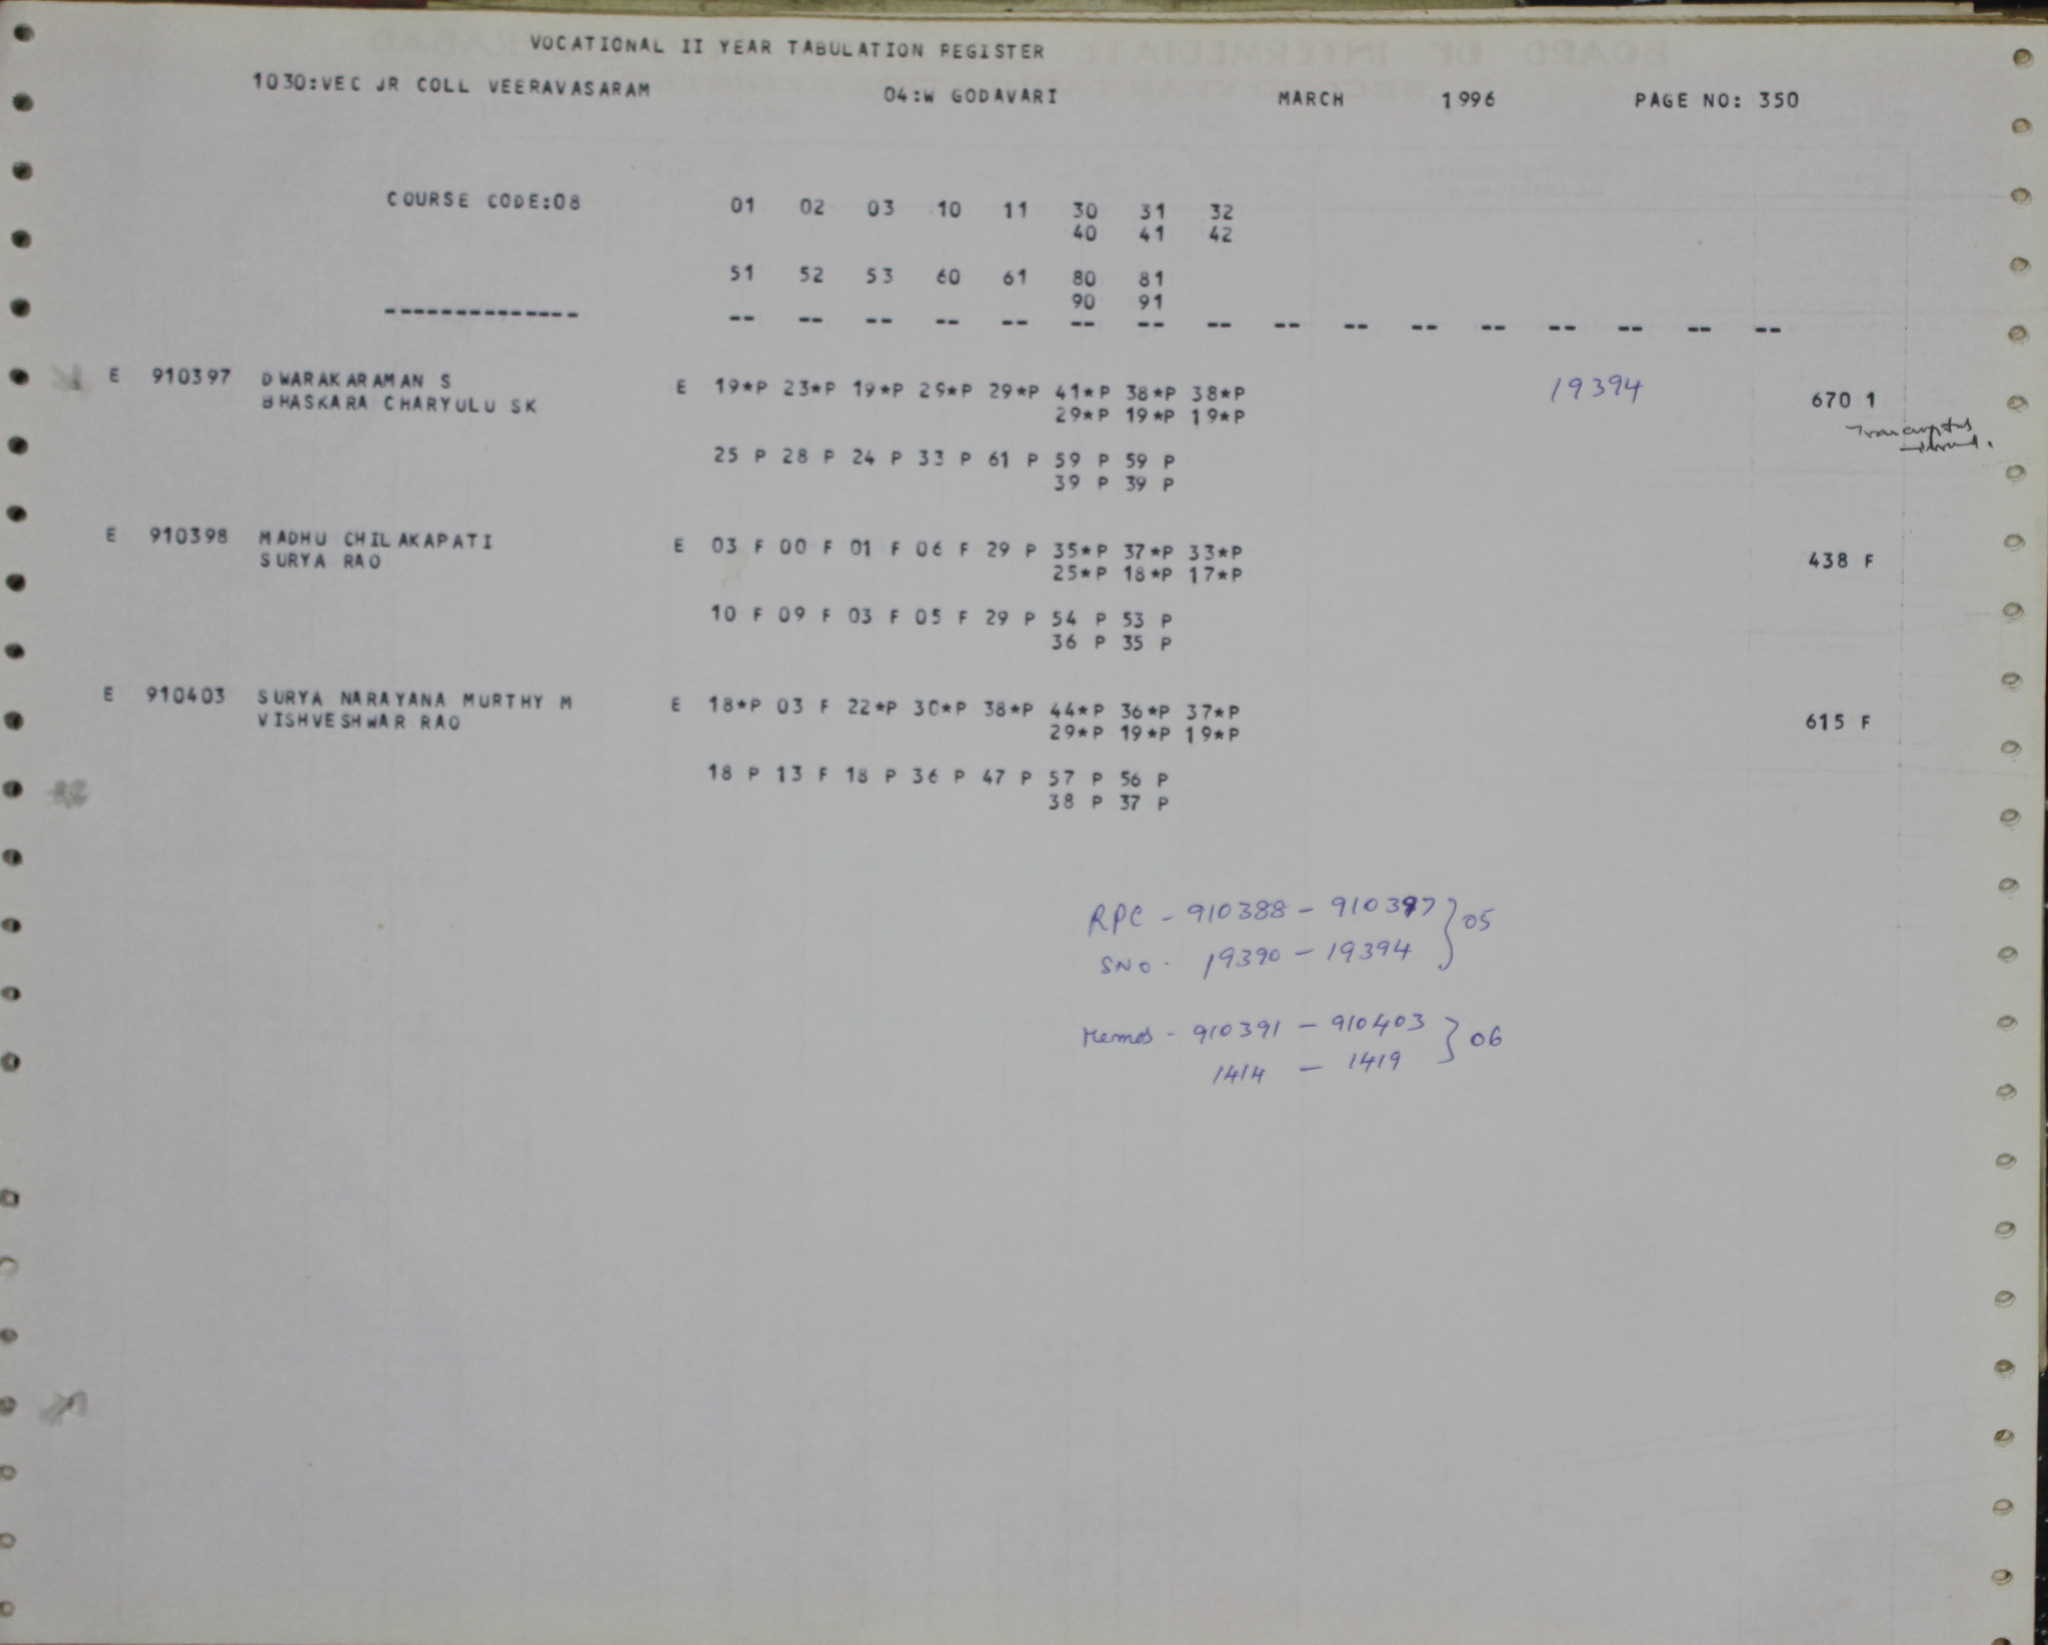 VOCATIONAL II YEAR TABULATION REGISTER
1030:VEC JR COLL VEERAVASARAM 04:W GODAVARI MARCH 1996 PAGE NO: 350
COURSE CODE:08 01 02 03 10 11 30 31 32
40 41 42
51 52 53 60 61 80 81
90 91
-------------- -- -- -- -- -- -- -- -- -- -- -- -- -- -- -- --
E 910397 DWARAKARAMAN S E 19*P 23*P 19*P 29*P 29*P 41*P 38*P 38*P 19394 670 1
BHASKARA CHARYULU SK 29*P 19*P 19*P
25 P 28 P 24 P 33 P 61 P 59 P 59 P
39 P 39 P
E 910398 MADHU CHILAKAPATI E 03 F 00 F 01 F 06 F 29 P 35*P 37*P 33*P 438 F
SURYA RAO 25*P 18*P 17*P
10 F 09 F 03 F 05 F 29 P 54 P 53 P
36 P 35 P
E 910403 SURYA NARAYANA MURTHY M E 18*P 03 F 22*P 30*P 38*P 44*P 36*P 37*P 615 F
VISHVESHWAR RAO 29*P 19*P 19*P
18 P 13 F 18 P 36 P 47 P 57 P 56 P
38 P 37 P
RPC - 910388 - 910397 } 05
SNO. 19390 - 19394
Memos - 910391 - 910403 } 06
1414 - 1419